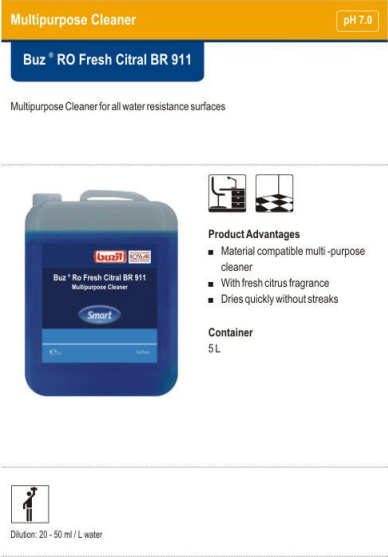 Multipurpose Cleaner
pH 7.0
Buz ® RO Fresh Citral BR 911
Multipurpose Cleaner for all water resistance surfaces
buzil
Buz ® Ro Fresh Citral BR 911
Multipurpose Cleaner
Smart
Product Advantages
■ Material compatible multi -purpose
cleaner
■ With fresh citrus fragrance
■ Dries quickly without streaks
Container
5 L
Dilution: 20 - 50 ml / L water